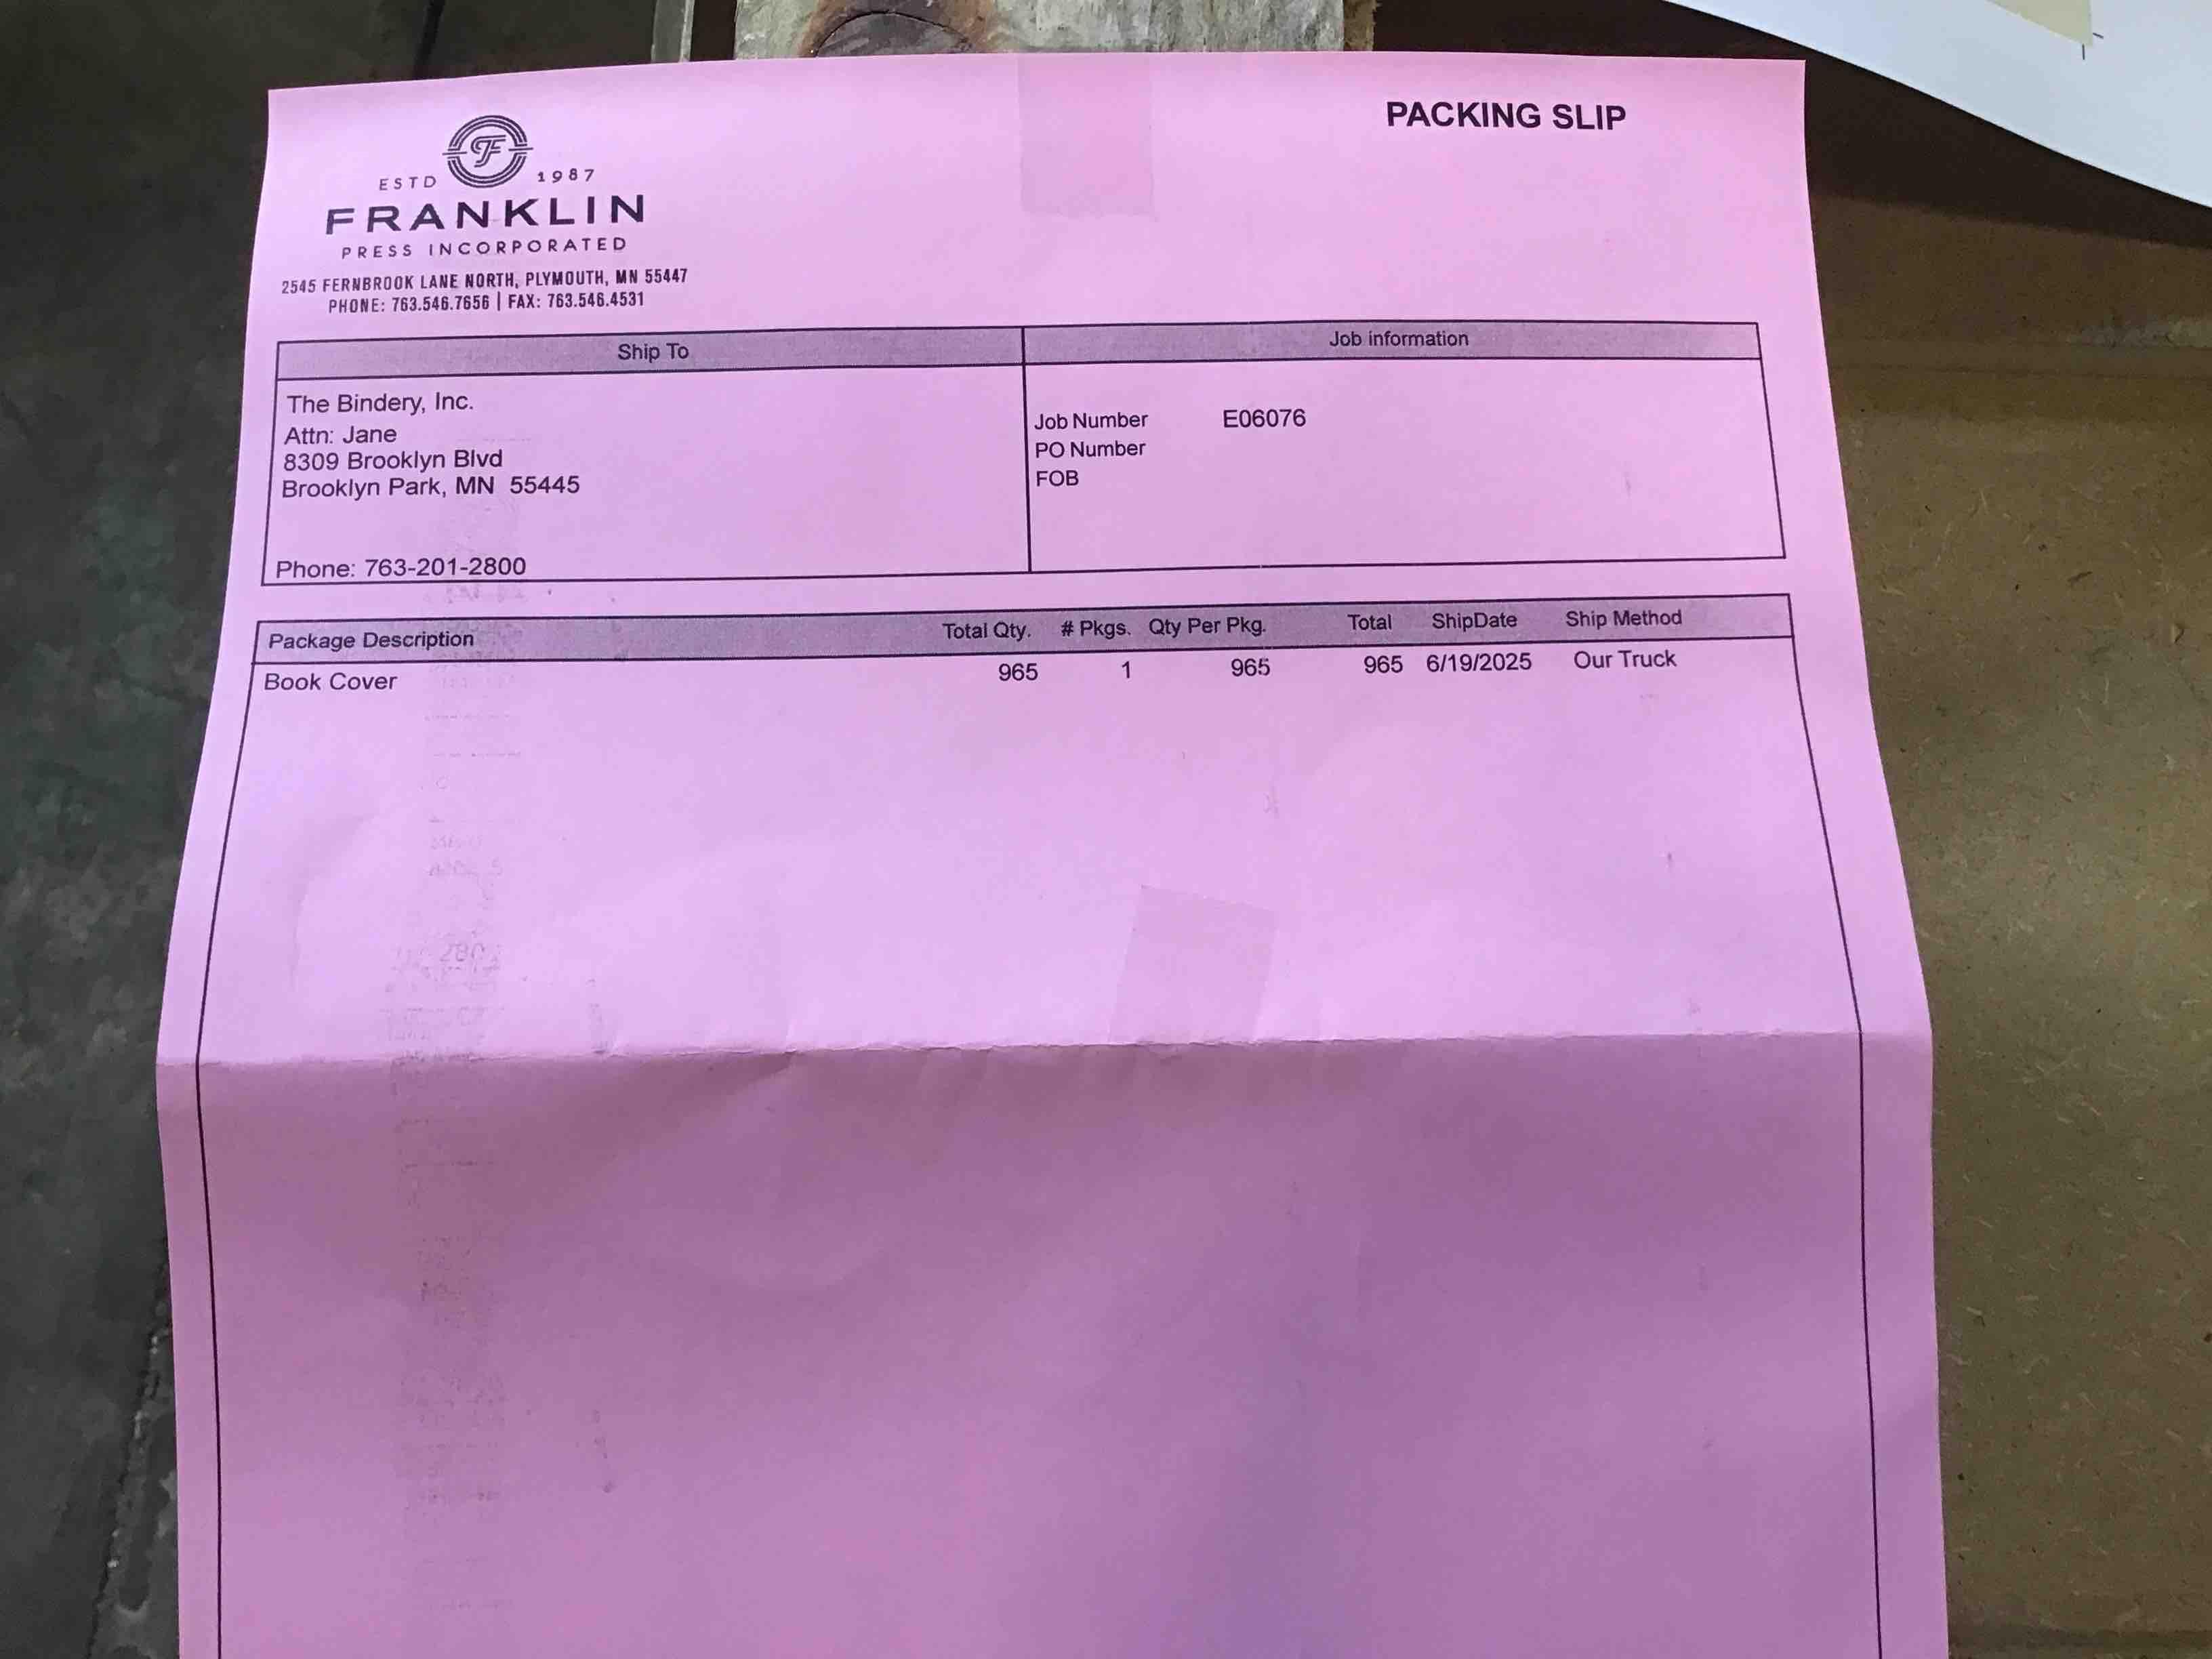 PACKING SLIP
F
ESTD 1987
FRANKLIN
PRESS INCORPORATED
2545 FERNBROOK LANE NORTH, PLYMOUTH, MN 55447
PHONE: 763.546.7656 | FAX: 763.546.4531
Ship To
The Bindery, Inc.
Attn: Jane
8309 Brooklyn Blvd
Brooklyn Park, MN 55445
Phone: 763-201-2800
Job information
Job Number E06076
PO Number
FOB
Package Description Total Qty. # Pkgs. Qty Per Pkg. Total ShipDate Ship Method
Book Cover 965 1 965 965 6/19/2025 Our Truck